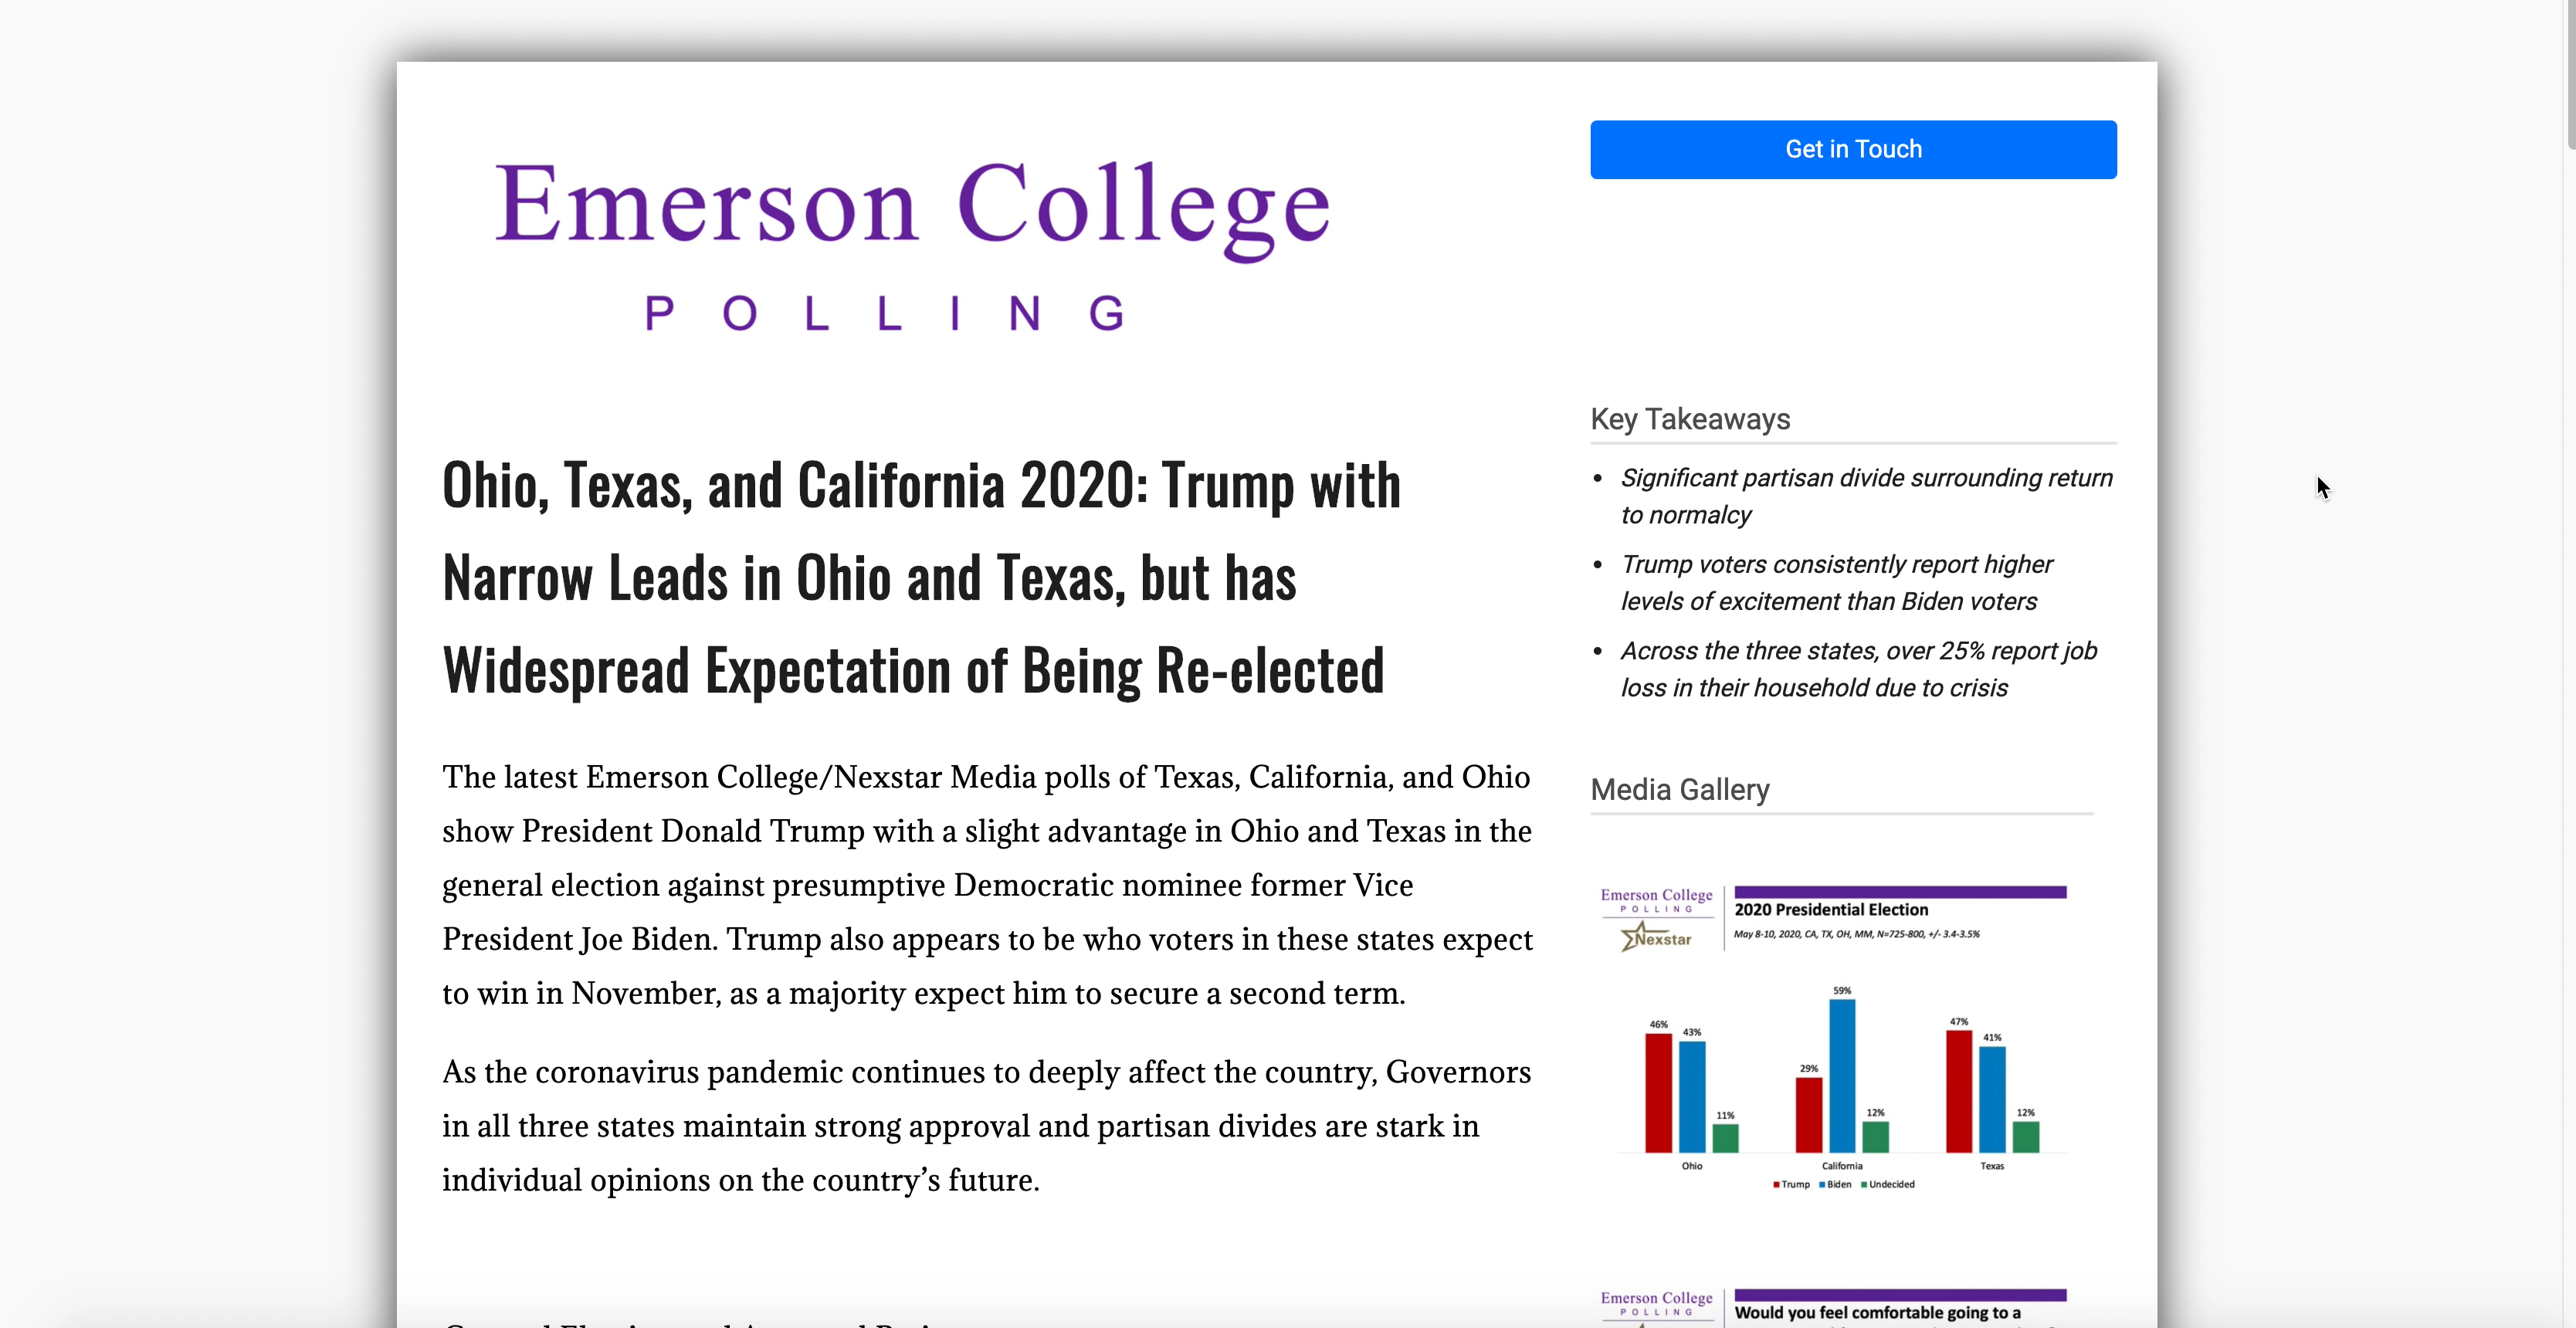 Get in Touch
Emerson College
POLLING
Ohio, Texas, and California 2020: Trump with
Narrow Leads in Ohio and Texas, but has
Widespread Expectation of Being Re-elected
The latest Emerson College/Nexstar Media polls of Texas, California, and Ohio
show President Donald Trump with a slight advantage in Ohio and Texas in the
general election against presumptive Democratic nominee former Vice
President Joe Biden. Trump also appears to be who voters in these states expect
to win in November, as a majority expect him to secure a second term.
As the coronavirus pandemic continues to deeply affect the country, Governors
in all three states maintain strong approval and partisan divides are stark in
individual opinions on the country’s future.
Key Takeaways
• Significant partisan divide surrounding return
to normalcy
• Trump voters consistently report higher
levels of excitement than Biden voters
• Across the three states, over 25% report job
loss in their household due to crisis
Media Gallery
Emerson College
POLLING
Nexstar
2020 Presidential Election
May 8-10, 2020, CA, TX, OH, MM, N=725-800, +/- 3.4-3.5%
46% 43% 11% 29% 59% 12% 47% 41% 12%
Ohio California Texas
Trump Biden Undecided
Emerson College
POLLING
Would you feel comfortable going to a